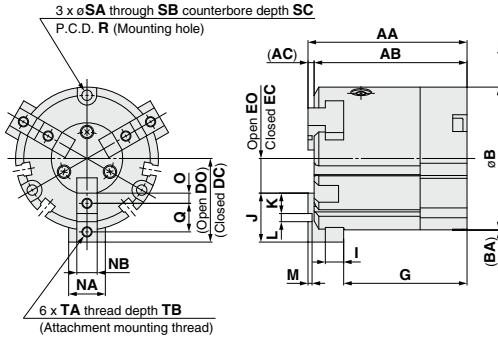 3 x øSA through SB counterbore depth SC
P.C.D. R (Mounting hole)
AA
(AC)
AB
Open EO
Closed EC
øB
O
Q
(Open DO)
(Closed DC)
J
K
L
NB
NA
M
I
G
(BA)
6 x TA thread depth TB
(Attachment mounting thread)